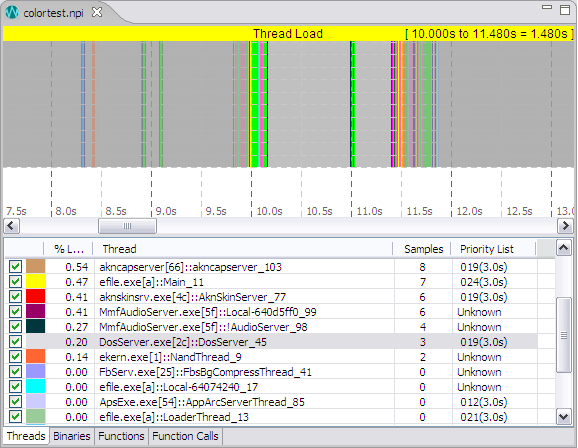 colortest.npi
Thread Load [ 10.000s to 11.480s = 1.480s ]
7.5s 8.0s 8.5s 9.0s 9.5s 10.0s 10.5s 11.0s 11.5s 12.0s 12.5s 13.0
% L... Thread Samples Priority List
0.54 akncapserver[66]::akncapserver_103 8 019(3.0s)
0.47 efile.exe[a]::Main_11 7 024(3.0s)
0.41 aknskinsrv.exe[4c]::AknSkinServer_77 6 019(3.0s)
0.41 MmfAudioServer.exe[5f]::Local-640d5ff0_99 6 Unknown
0.27 MmfAudioServer.exe[5f]::!AudioServer_98 4 Unknown
0.20 DosServer.exe[2c]::DosServer_45 3 019(3.0s)
0.14 ekern.exe[1]::NandThread_9 2 Unknown
0.00 FbServ.exe[25]::FbsBgCompressThread_41 0 Unknown
0.00 efile.exe[a]::Local-64074240_17 0 Unknown
0.00 ApsExe.exe[54]::AppArcServerThread_85 0 012(3.0s)
0.00 efile.exe[a]::LoaderThread_13 0 021(3.0s)
Threads Binaries Functions Function Calls